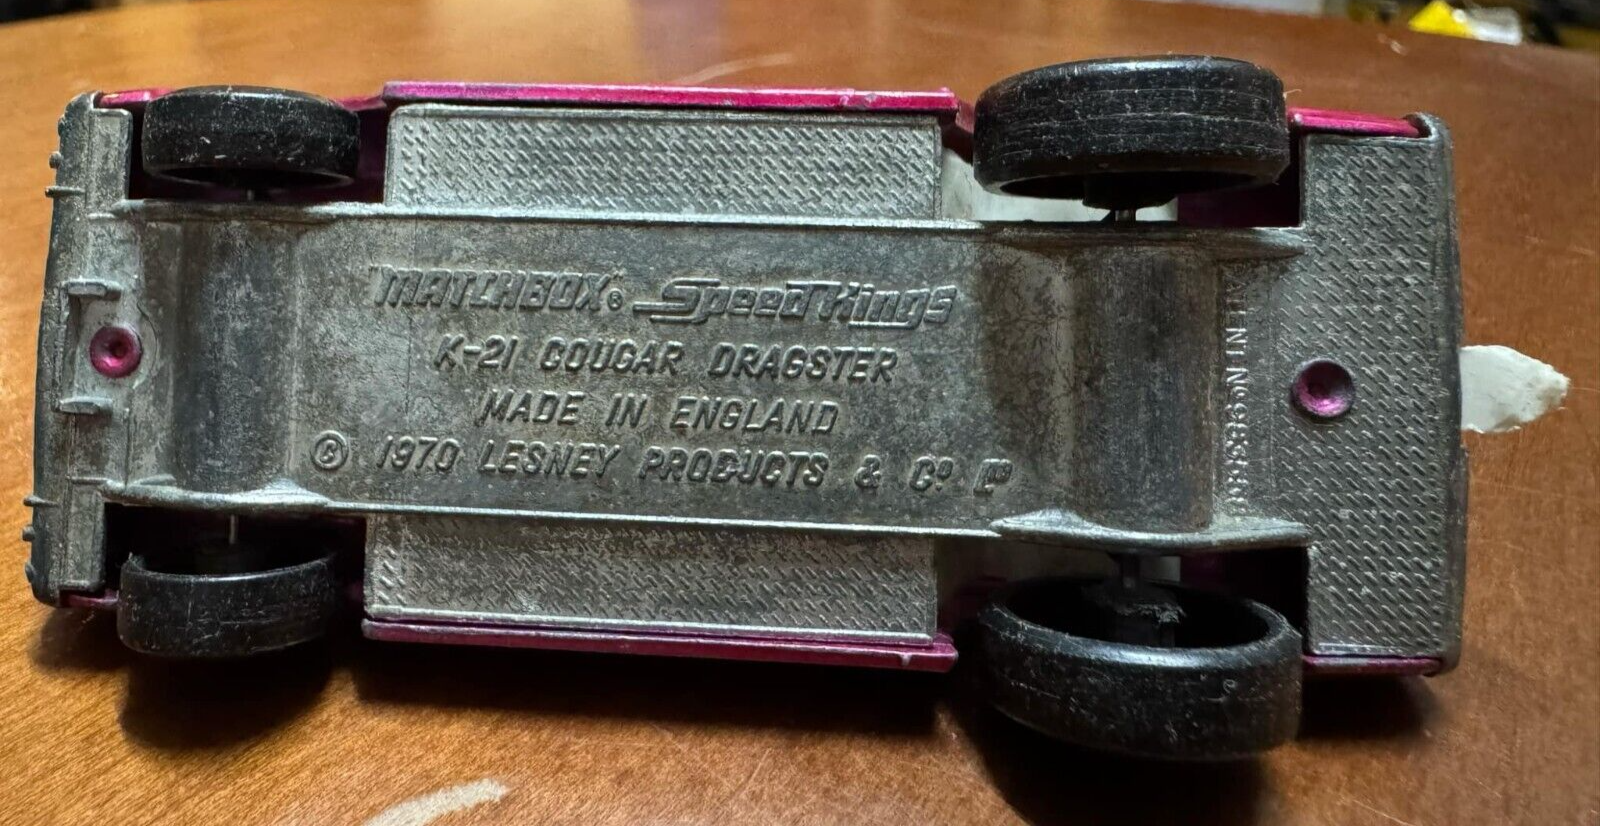 "MATCHBOX"® SpeedKings
K-21 COUGAR DRAGSTER
MADE IN ENGLAND
© 1970 LESNEY PRODUCTS & Cº LTD